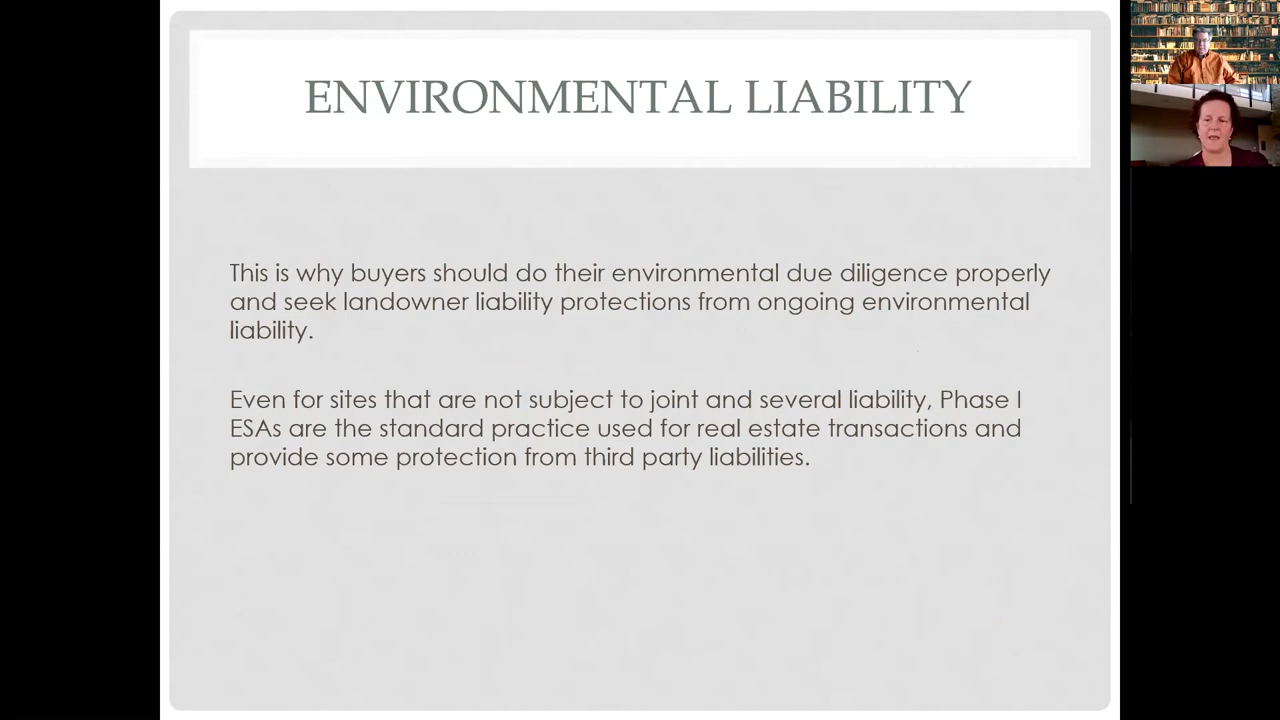 ENVIRONMENTAL LIABILITY
This is why buyers should do their environmental due diligence properly
and seek landowner liability protections from ongoing environmental
liability.
Even for sites that are not subject to joint and several liability, Phase I
ESAs are the standard practice used for real estate transactions and
provide some protection from third party liabilities.